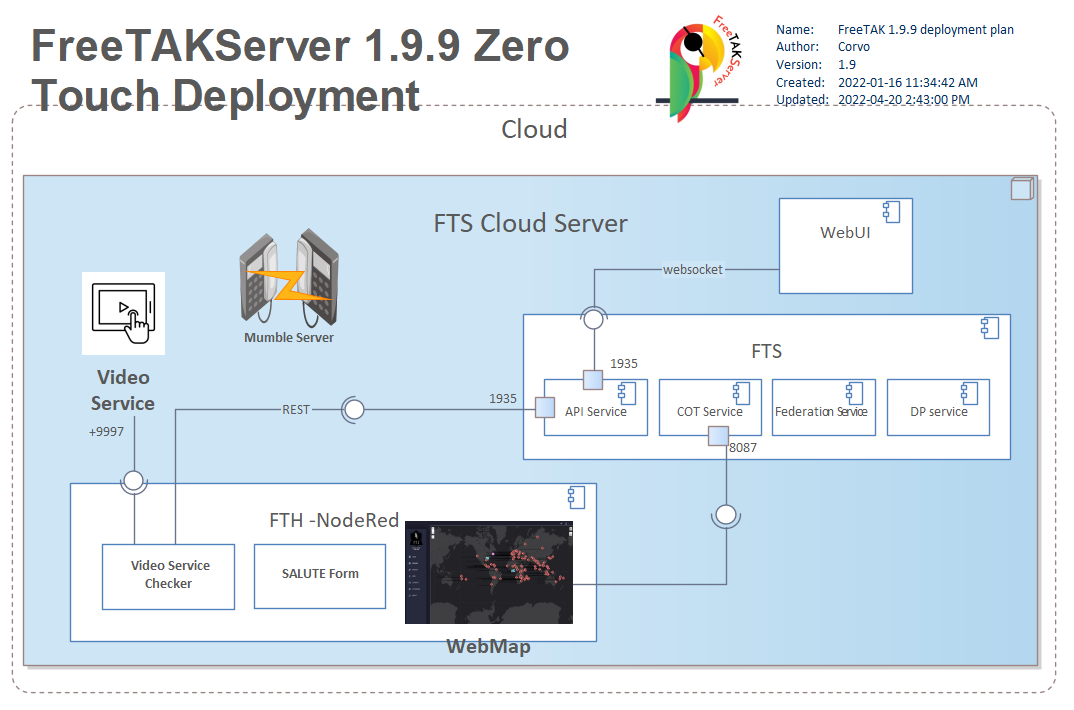 FreeTAKServer 1.9.9 Zero
Touch Deployment
FreeTAKServer
Name: FreeTAK 1.9.9 deployment plan
Author: Corvo
Version: 1.9
Created: 2022-01-16 11:34:42 AM
Updated: 2022-04-20 2:43:00 PM
Cloud
FTS Cloud Server
WebUI
websocket
Mumble Server
FTS
1935
Video
Service
+9997
REST
1935
API Service
COT Service
Federation Service
DP service
8087
FTH -NodeRed
Video Service
Checker
SALUTE Form
WebMap